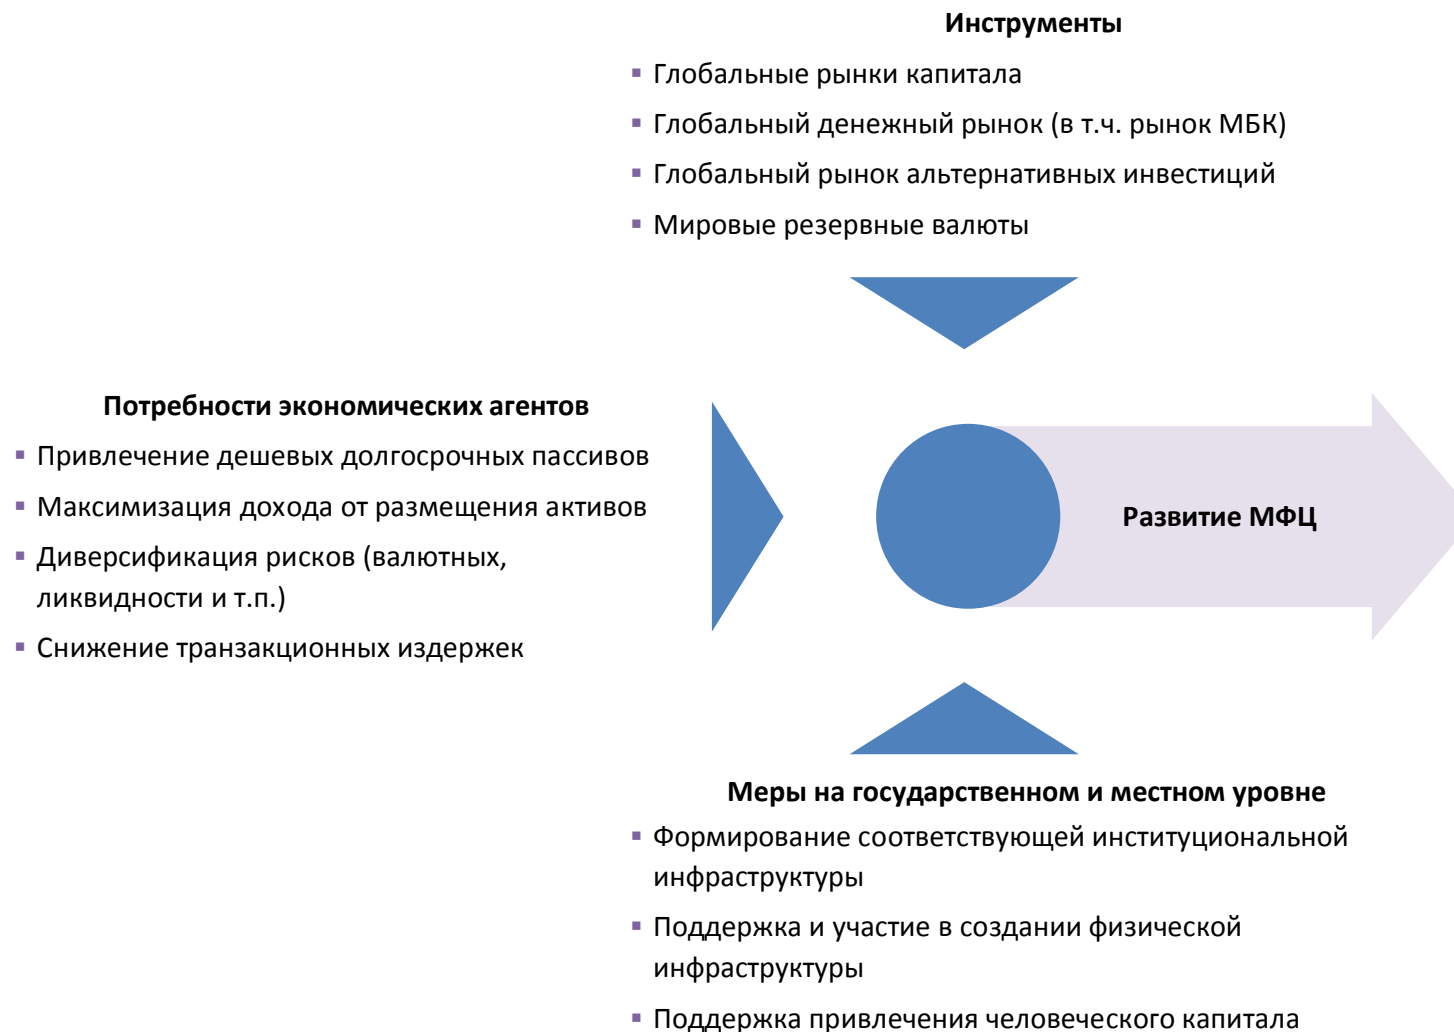 Инструменты
▪ Глобальные рынки капитала
▪ Глобальный денежный рынок (в т.ч. рынок МБК)
▪ Глобальный рынок альтернативных инвестиций
▪ Мировые резервные валюты
Потребности экономических агентов
▪ Привлечение дешевых долгосрочных пассивов
▪ Максимизация дохода от размещения активов
▪ Диверсификация рисков (валютных,
ликвидности и т.п.)
▪ Снижение транзакционных издержек
Развитие МФЦ
Меры на государственном и местном уровне
▪ Формирование соответствующей институциональной
инфраструктуры
▪ Поддержка и участие в создании физической
инфраструктуры
▪ Поддержка привлечения человеческого капитала